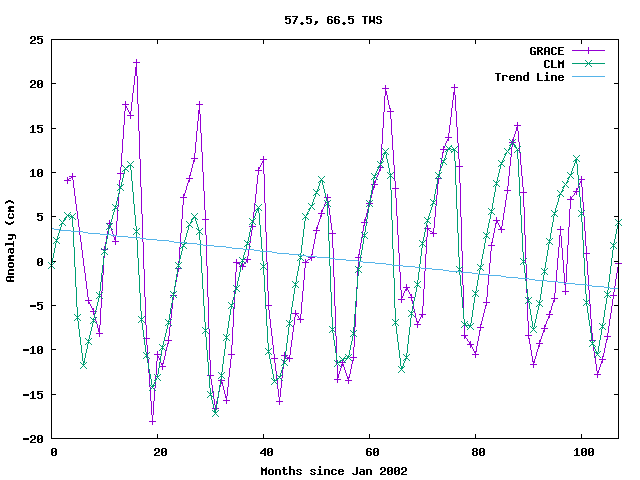 57.5, 66.5 TWS
GRACE
CLM
Trend Line
Anomaly (cm)
25
20
15
10
5
0
-5
-10
-15
-20
0 20 40 60 80 100
Months since Jan 2002